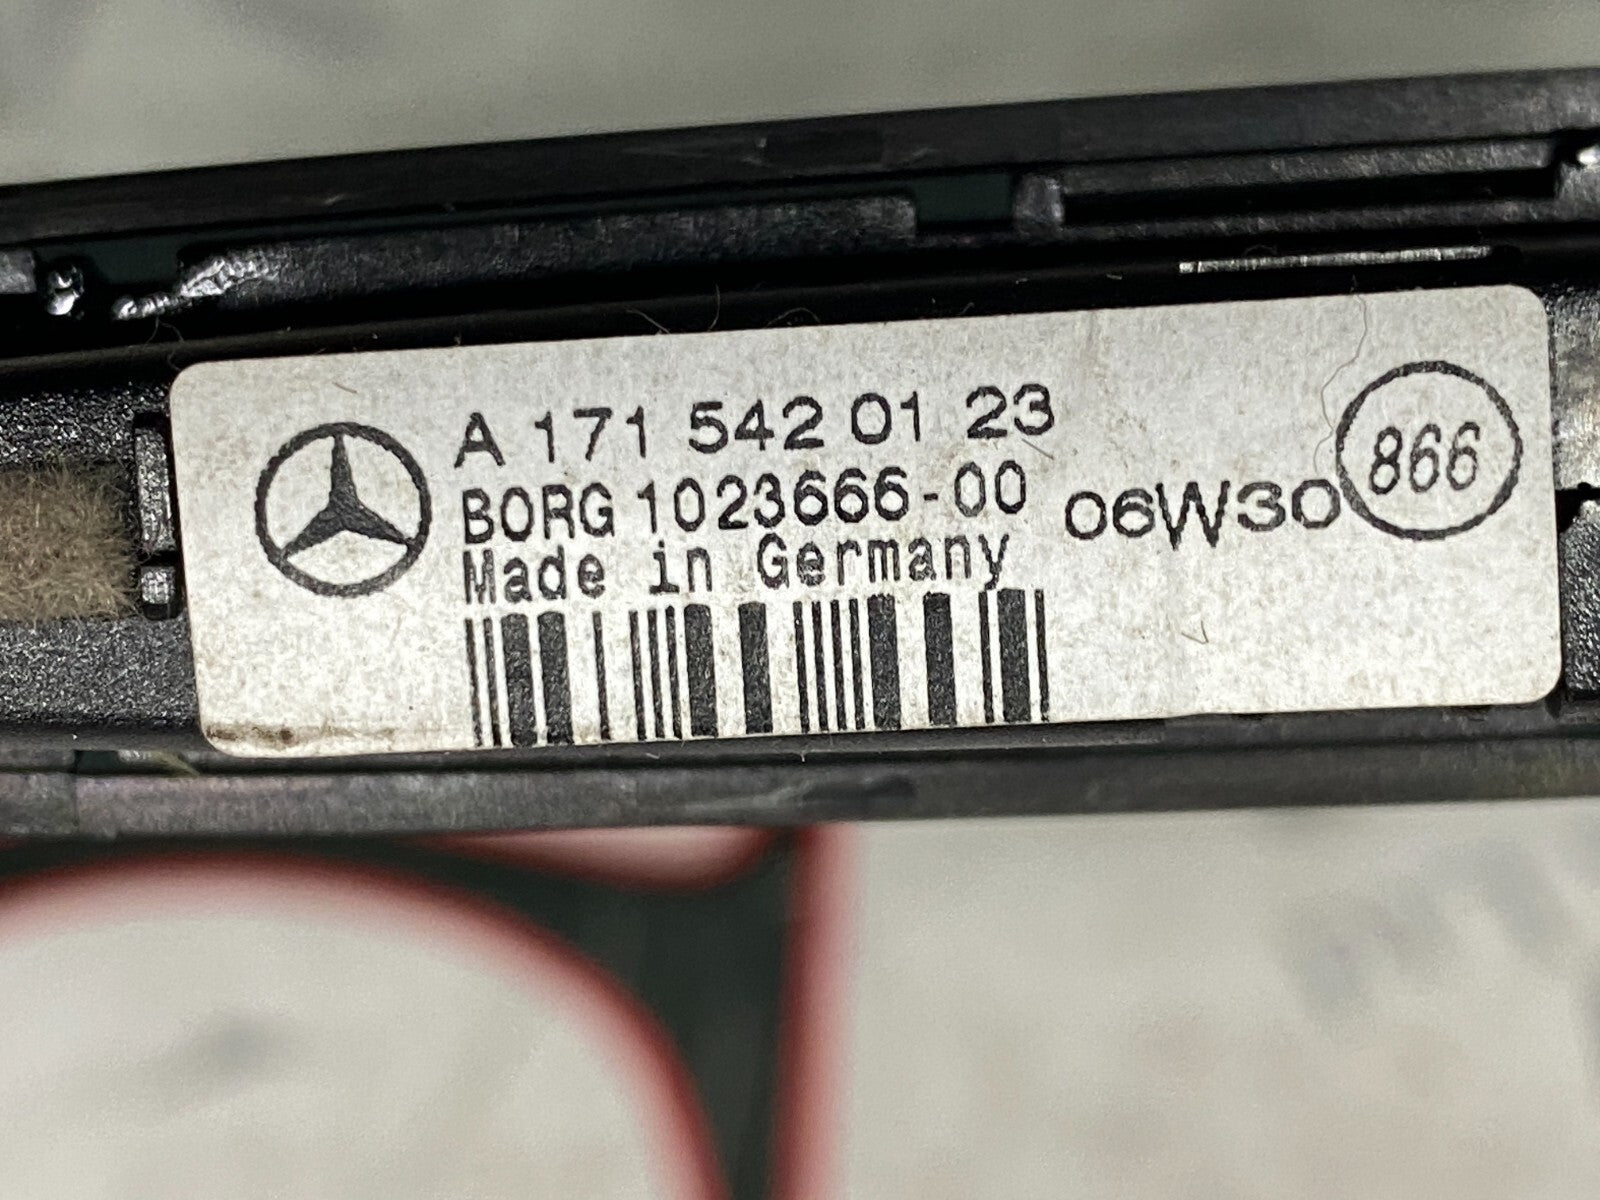 A 171 542 01 23
BORG 1023666-00
Made in Germany
06W30
866